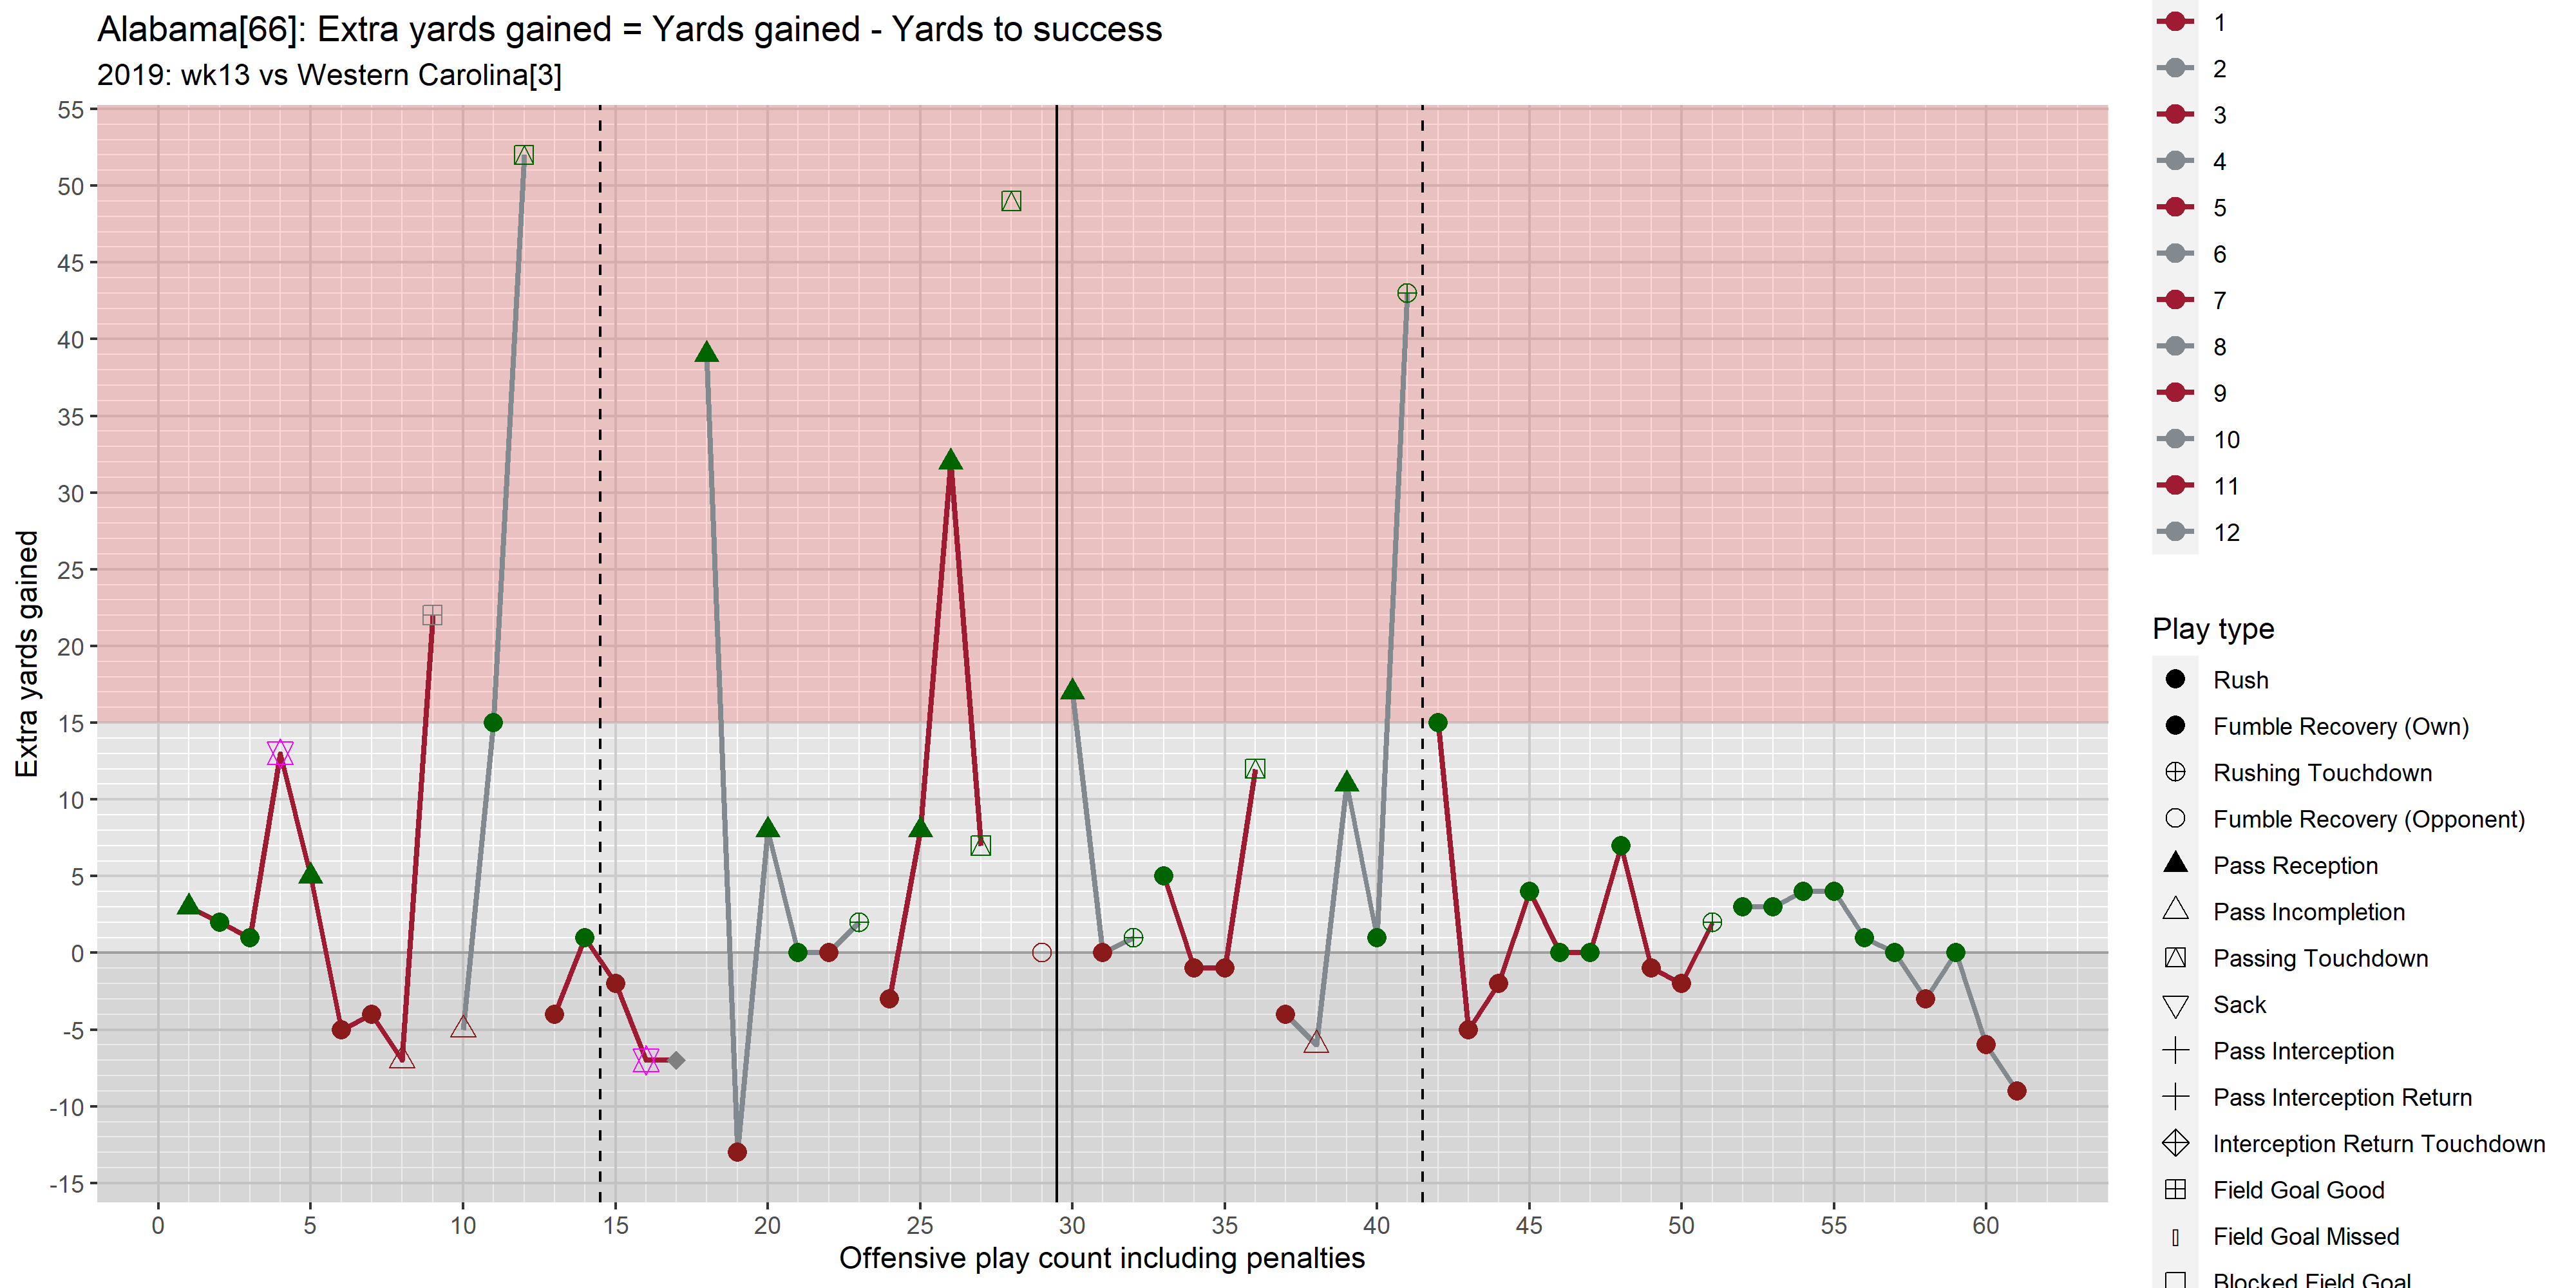 Alabama[66]: Extra yards gained = Yards gained - Yards to success
2019: wk13 vs Western Carolina[3]
Extra yards gained
55
50
45
40
35
30
25
20
15
10
5
0
-5
-10
-15
0 5 10 15 20 25 30 35 40 45 50 55 60
Offensive play count including penalties
1
2
3
4
5
6
7
8
9
10
11
12
Play type
Rush
Fumble Recovery (Own)
Rushing Touchdown
Fumble Recovery (Opponent)
Pass Reception
Pass Incompletion
Passing Touchdown
Sack
Pass Interception
Pass Interception Return
Interception Return Touchdown
Field Goal Good
Field Goal Missed
Blocked Field Goal